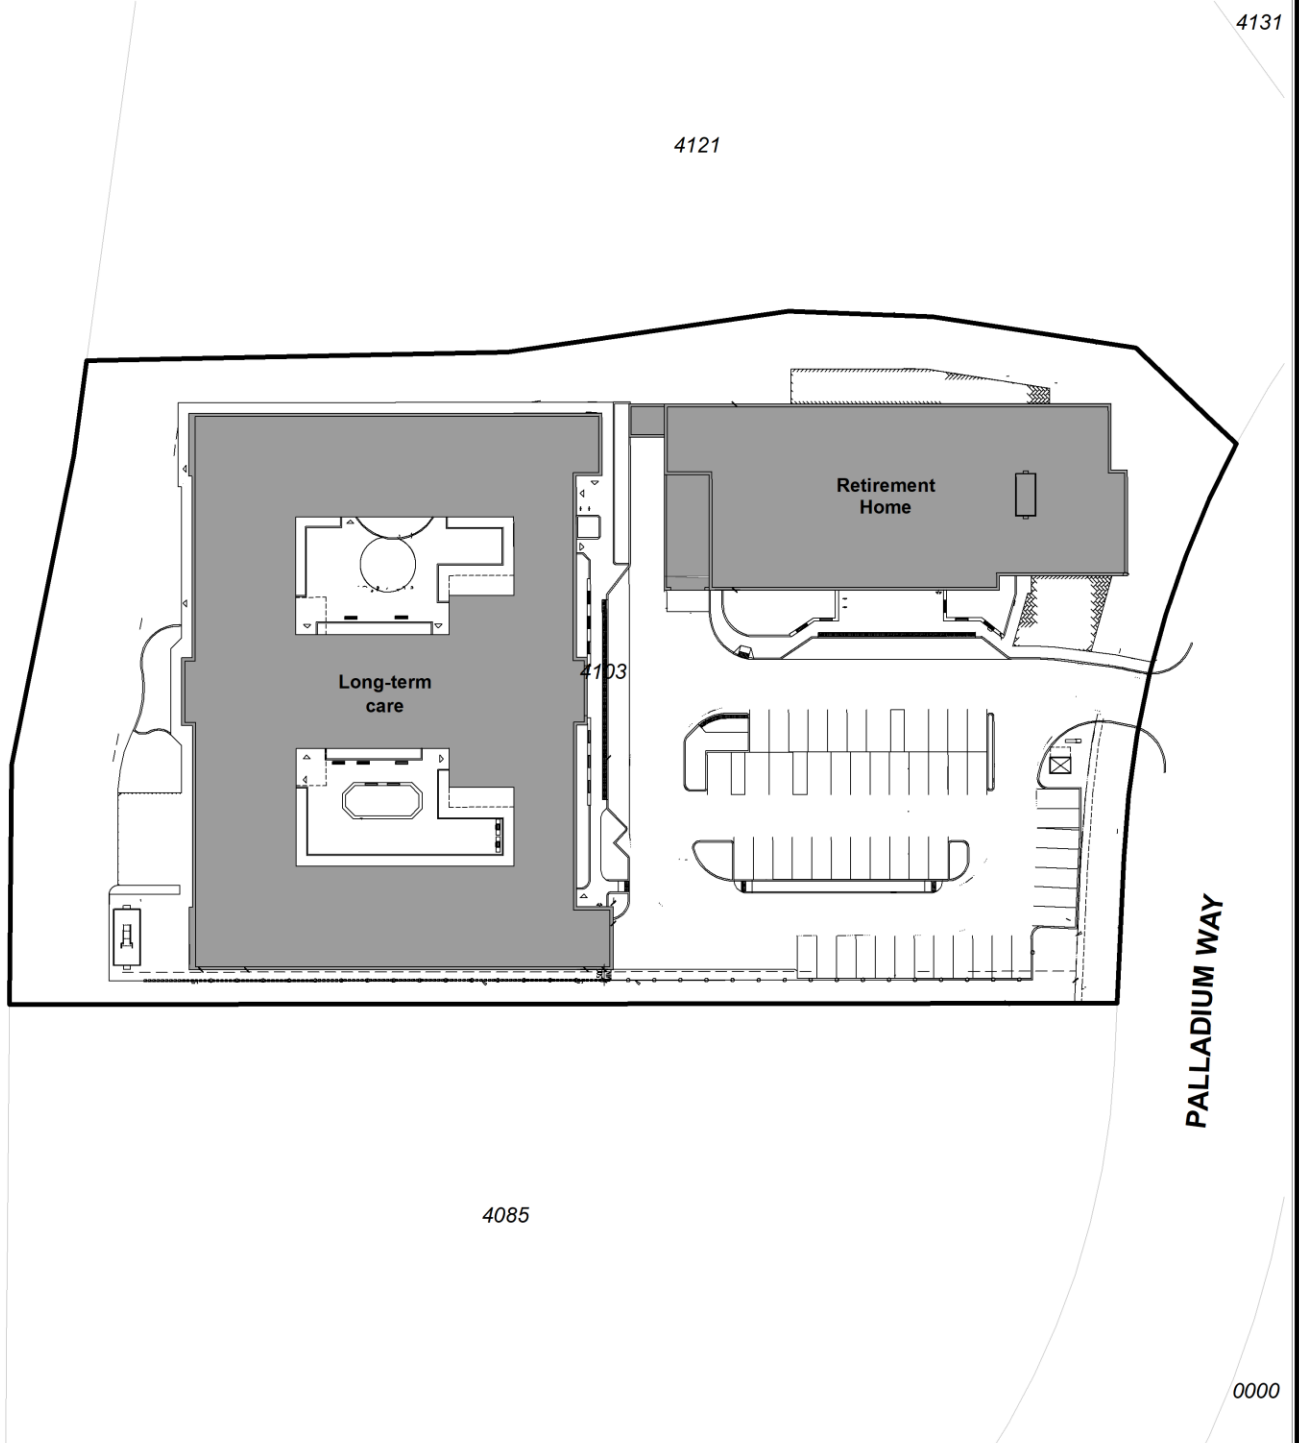 4131
4121
Retirement
Home
4103
Long-term
care
PALLADIUM WAY
4085
0000